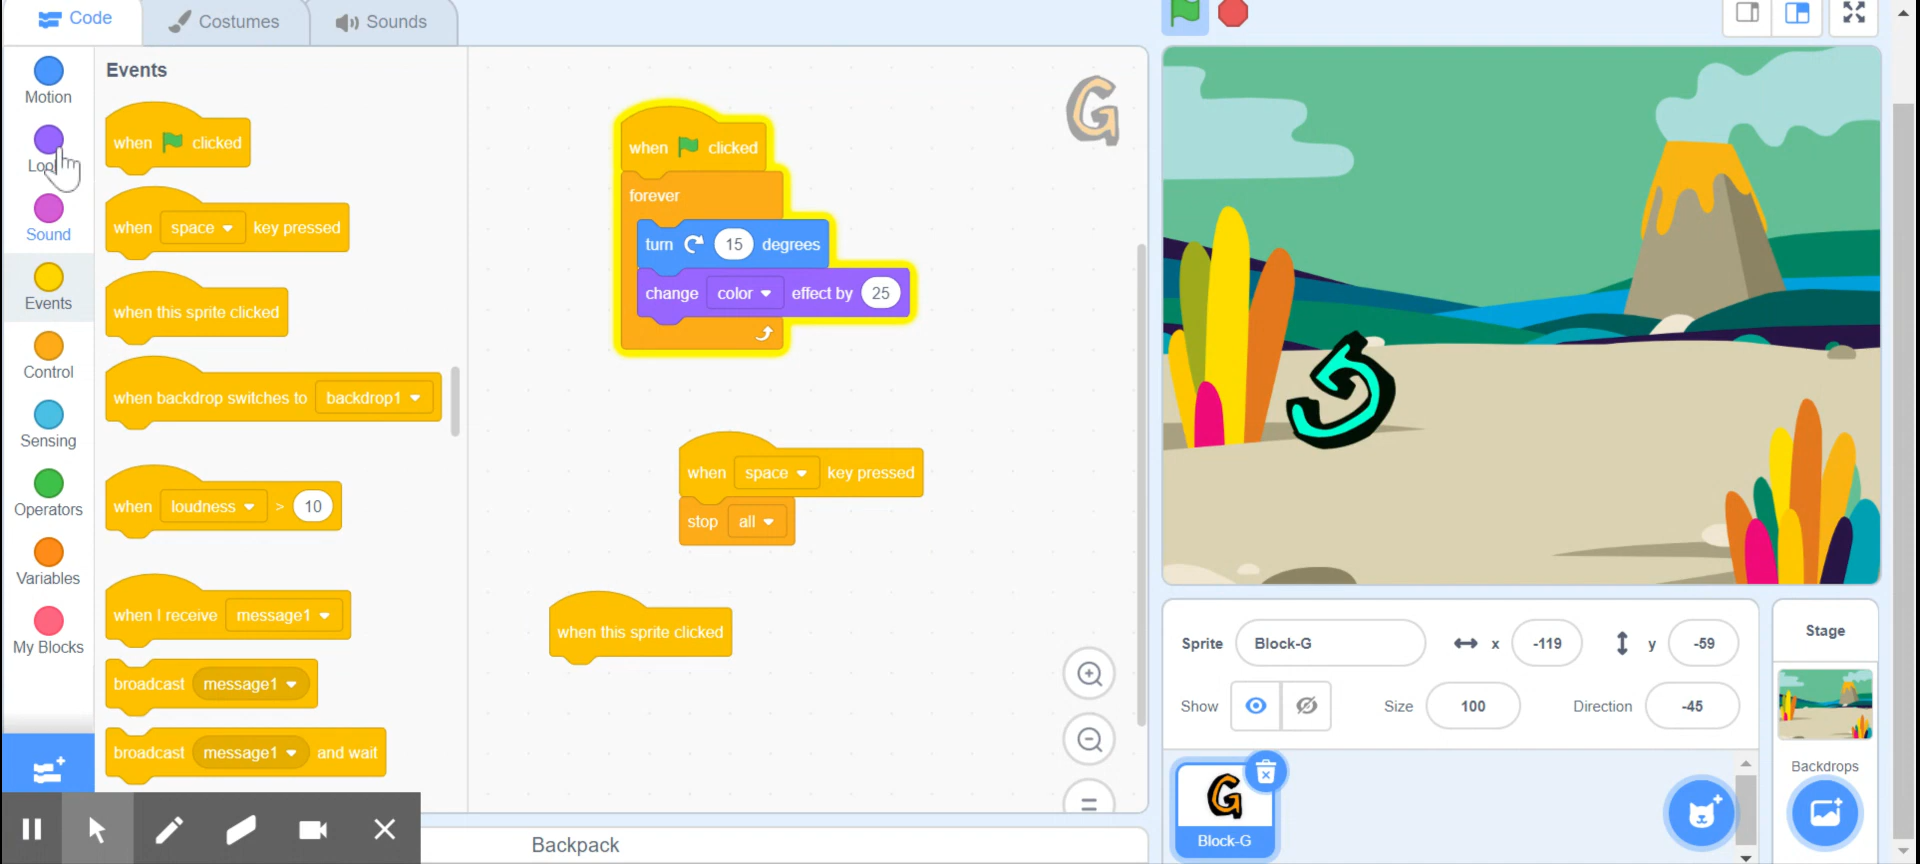 Code
Costumes
Sounds
Motion
Sound
Events
Control
Sensing
Operators
Variables
My Blocks
Events
when clicked
when space key pressed
when this sprite clicked
when backdrop switches to backdrop1
when loudness > 10
when I receive message1
broadcast message1
broadcast message1 and wait
when clicked
forever
turn 15 degrees
change color effect by 25
when space key pressed
stop all
when this sprite clicked
G
G
Sprite Block-G x -119 y -59
Show Size 100 Direction -45
G
Block-G
Stage
Backdrops
Backpack